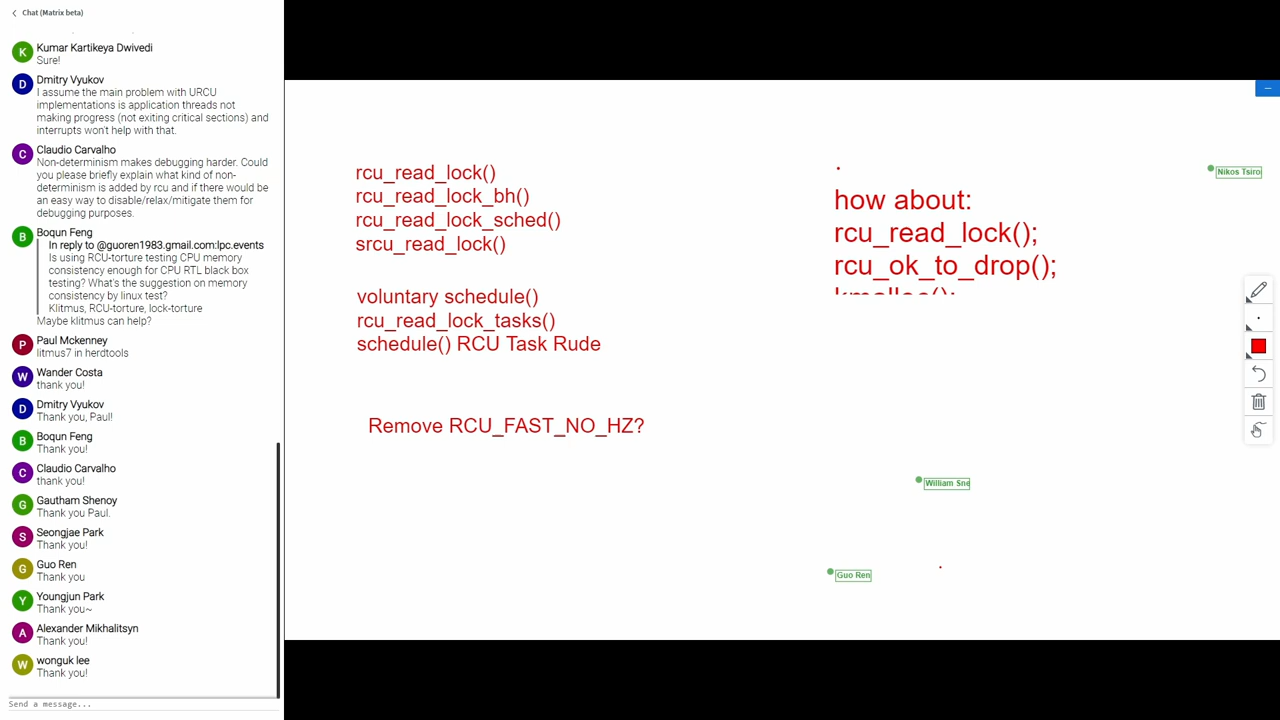 Chat (Matrix beta)
Kumar Kartikeya Dwivedi
Sure!
Dmitry Vyukov
I assume the main problem with URCU
implementations is application threads not
making progress (not exiting critical sections) and
interrupts won't help with that.
Claudio Carvalho
Non-determinism makes debugging harder. Could
you please briefly explain what kind of non-
determinism is added by rcu and if there would be
an easy way to disable/relax/mitigate them for
debugging purposes.
Boqun Feng
In reply to @guoren1983.gmail.com:lpc.events
Is using RCU-torture testing CPU memory
consistency enough for CPU RTL black box
testing? What's the suggestion on memory
consistency by linux test?
Klitmus, RCU-torture, lock-torture
Maybe klitmus can help?
Paul Mckenney
litmus7 in herdtools
Wander Costa
thank you!
Dmitry Vyukov
Thank you, Paul!
Boqun Feng
Thank you!
Claudio Carvalho
thank you!
Gautham Shenoy
Thank you Paul.
Seongjae Park
Thank you!
Guo Ren
Thank you
Youngjun Park
Thank you~
Alexander Mikhalitsyn
Thank you!
wonguk lee
Thank you!
Send a message...
K
D
C
B
P
W
D
B
C
G
S
G
Y
A
W
rcu_read_lock()
rcu_read_lock_bh()
rcu_read_lock_sched()
srcu_read_lock()
voluntary schedule()
rcu_read_lock_tasks()
schedule() RCU Task Rude
Remove RCU_FAST_NO_HZ?
how about:
rcu_read_lock();
rcu_ok_to_drop();
Nikos Tsiro
William Sne
Guo Ren